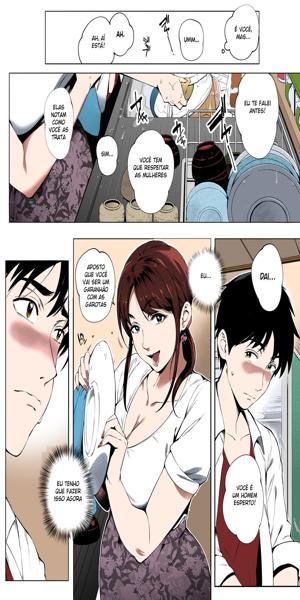 É VOCÊ,
MAS...
UMM...
AH.
AH, AÍ
ESTÁ!
EU TE FALEI
ANTES!
VOCÊ TEM
QUE RESPEITAR
AS MULHERES
SIM...
ELAS
NOTAM
COMO VOCÊ
AS TRATA
DAI...
VOCÊ É
UM HOMEM
ESPERTO!
EU...
APOSTO
QUE VOCÊ
VAI SER UM
GARANHÃO
COM AS
GAROTAS
EU TENHO
QUE FAZER
ISSO AGORA